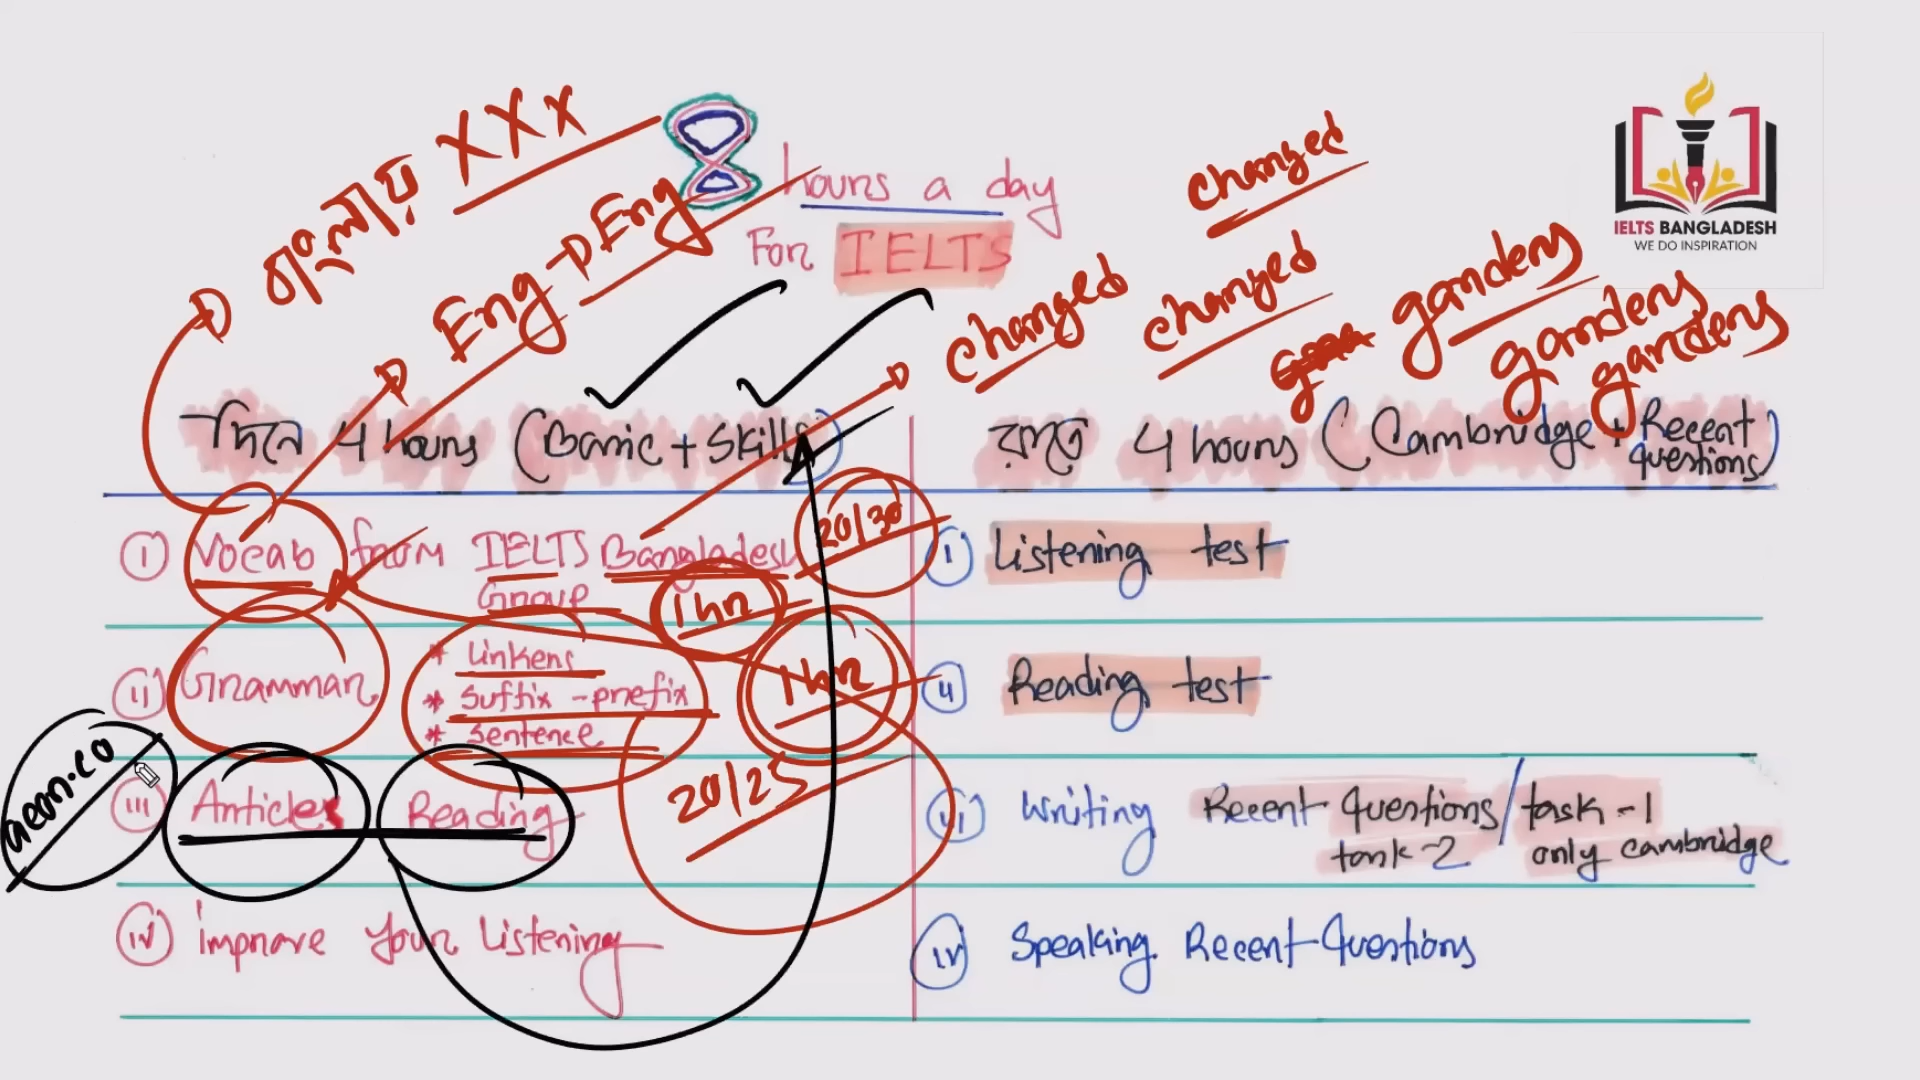 বাংলায় XXX
Eng → Eng
hours a day
For IELTS
changed
changed
changed
gardens
gardens
gardens
IELTS BANGLADESH
WE DO INSPIRATION
দিনে 4 hours (Basic + Skills)
রাতে 4 hours (Cambridge + Recent questions)
(i) Vocab from IELTS Bangladesh
Group
20/30
1 hr
(ii) Grammar
* Linkers
* suffix - prefix
* sentence
1 hr
20/25
aeon.co
(iii) Articles Reading
(iv) Improve Your Listening
(i) Listening test
(ii) Reading test
(iii) Writing Recent Questions / task - 1
task - 2 only cambridge
(iv) Speaking Recent Questions